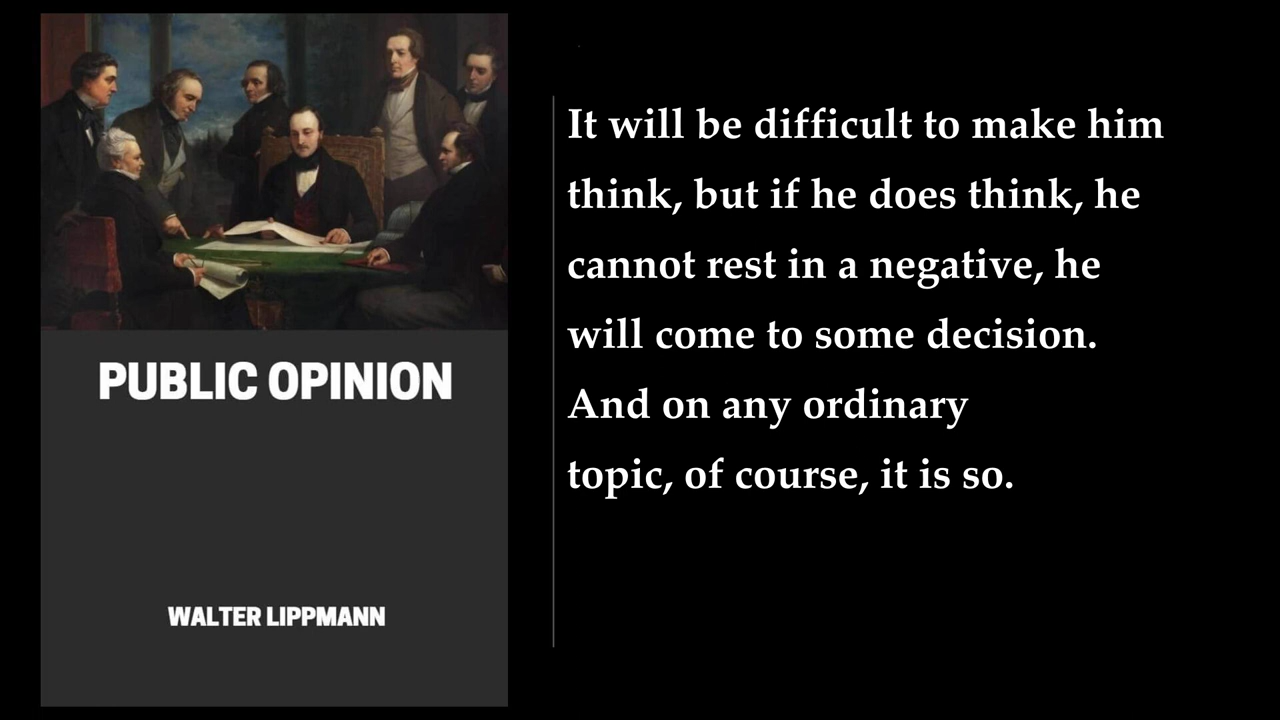 PUBLIC OPINION
WALTER LIPPMANN
It will be difficult to make him
think, but if he does think, he
cannot rest in a negative, he
will come to some decision.
And on any ordinary
topic, of course, it is so.